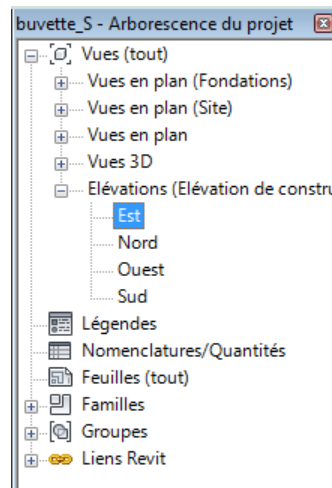 buvette_S - Arborescence du projet
Vues (tout)
Vues en plan (Fondations)
Vues en plan (Site)
Vues en plan
Vues 3D
Elévations (Elévation de constru
Est
Nord
Ouest
Sud
Légendes
Nomenclatures/Quantités
Feuilles (tout)
Familles
Groupes
Liens Revit